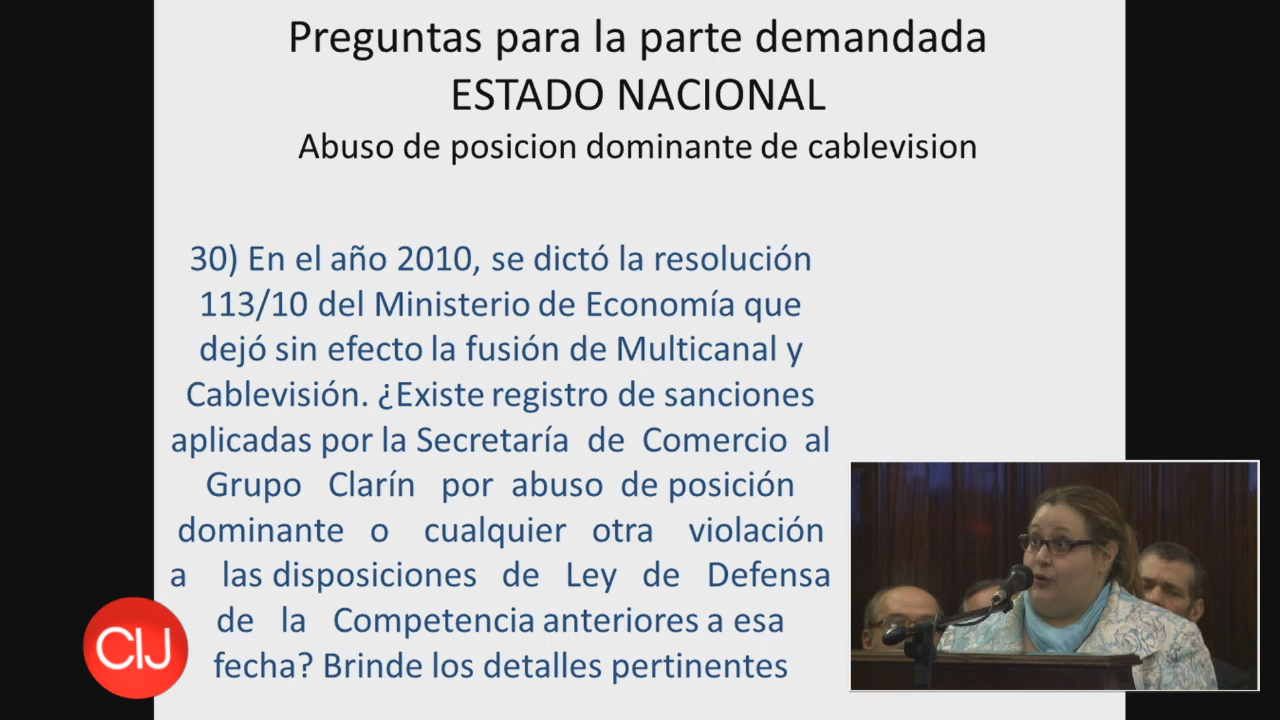 Preguntas para la parte demandada
ESTADO NACIONAL
Abuso de posicion dominante de cablevision
30) En el año 2010, se dictó la resolución
113/10 del Ministerio de Economía que
dejó sin efecto la fusión de Multicanal y
Cablevisión. ¿Existe registro de sanciones
aplicadas por la Secretaría de Comercio al
Grupo Clarín por abuso de posición
dominante o cualquier otra violación
a las disposiciones de Ley de Defensa
de la Competencia anteriores a esa
fecha? Brinde los detalles pertinentes
CIJ